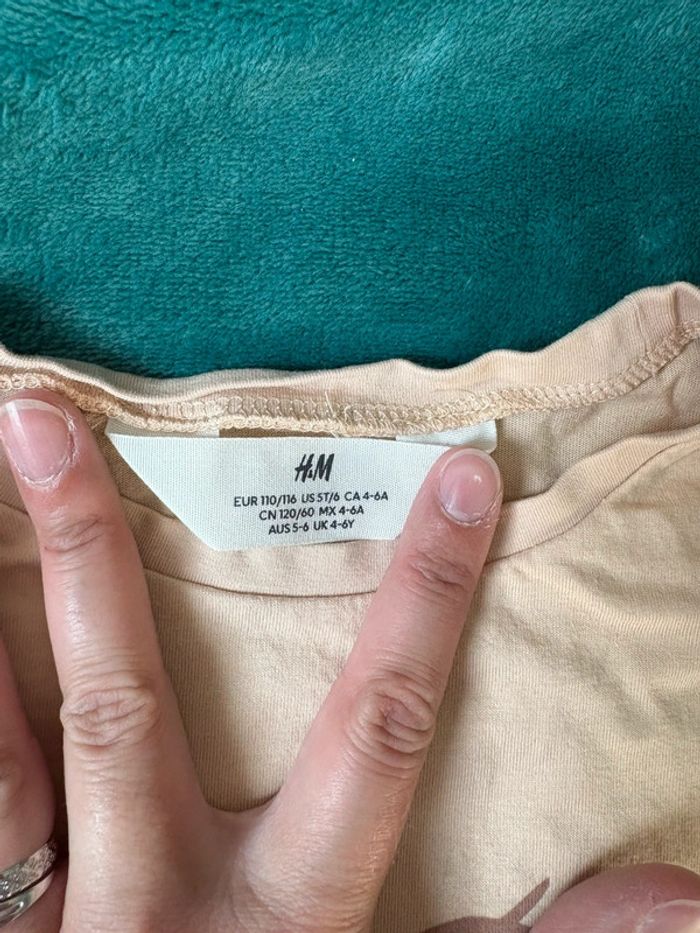 H&M
EUR 110/116 US 5T/6 CA 4-6A
CN 120/60 MX 4-6A
AUS 5-6 UK 4-6Y